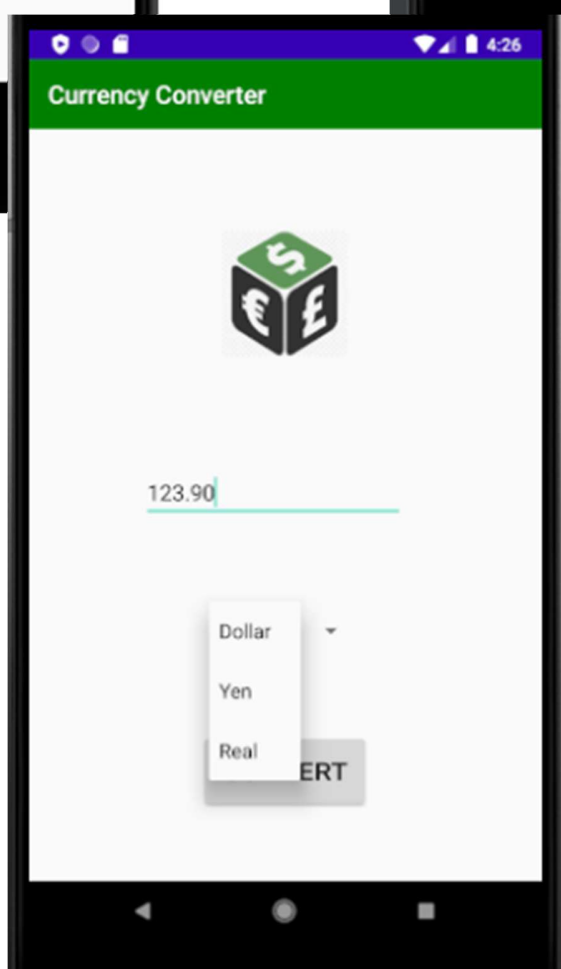 4:26
Currency Converter
$
€ £
123.90
Dollar
Yen
Real
ERT